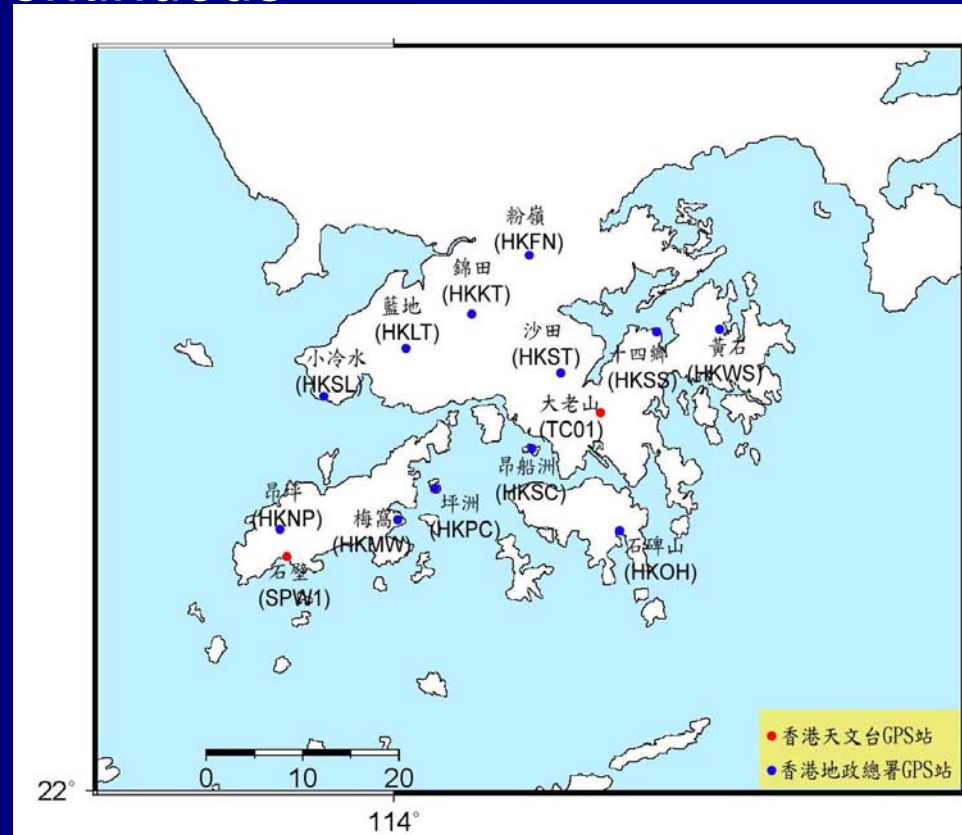 粉嶺
(HKFN)
錦田
(HKKT)
藍地
(HKLT)
沙田
(HKST)
小冷水
(HKSL)
十四鄉
(HKSS)
黃石
(HKWS)
大老山
(TC01)
昂船洲
(HKSC)
昂坪
(HKNP)
梅窩
(HKMW)
坪洲
(HKPC)
石碑山
(HKOH)
石壁
(SPW1)
0 10 20
香港天文台GPS站
香港地政總署GPS站
22°
114°